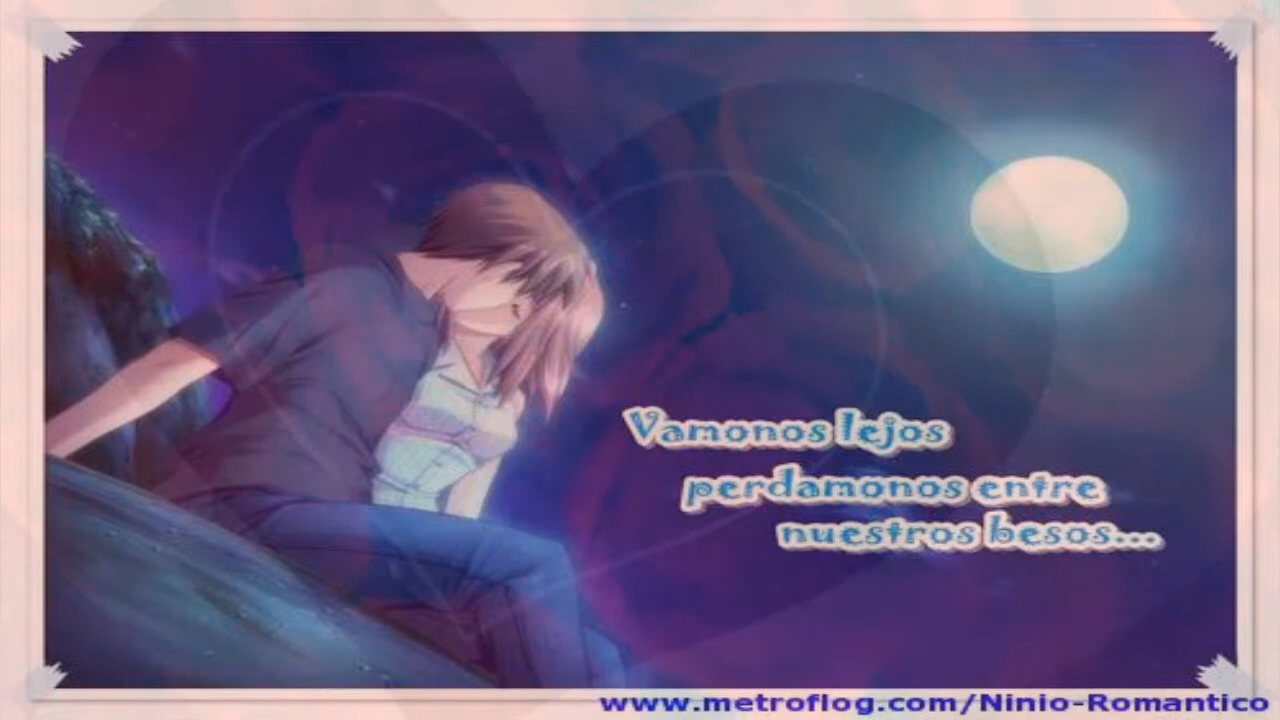 Vamonos lejos
perdamonos entre
nuestros besos...
www.metroflog.com/Ninio-Romantico